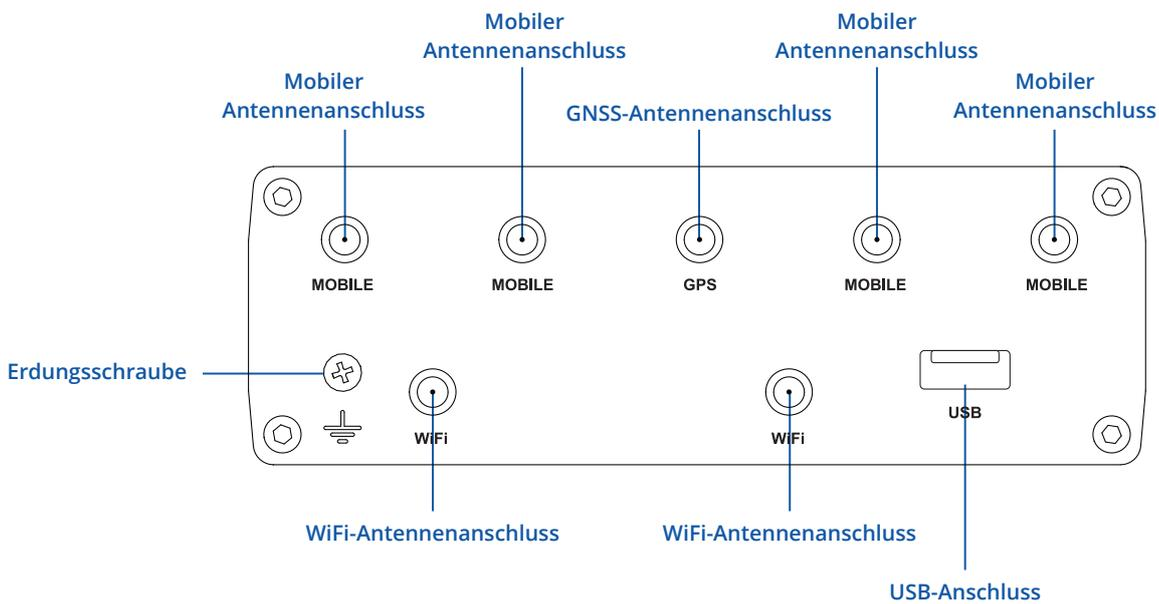 Mobiler
Antennenanschluss
Mobiler
Antennenanschluss
Mobiler
Antennenanschluss
GNSS-Antennenanschluss
Mobiler
Antennenanschluss
MOBILE
MOBILE
GPS
MOBILE
MOBILE
Erdungsschraube
WiFi
WiFi
USB
WiFi-Antennenanschluss
WiFi-Antennenanschluss
USB-Anschluss